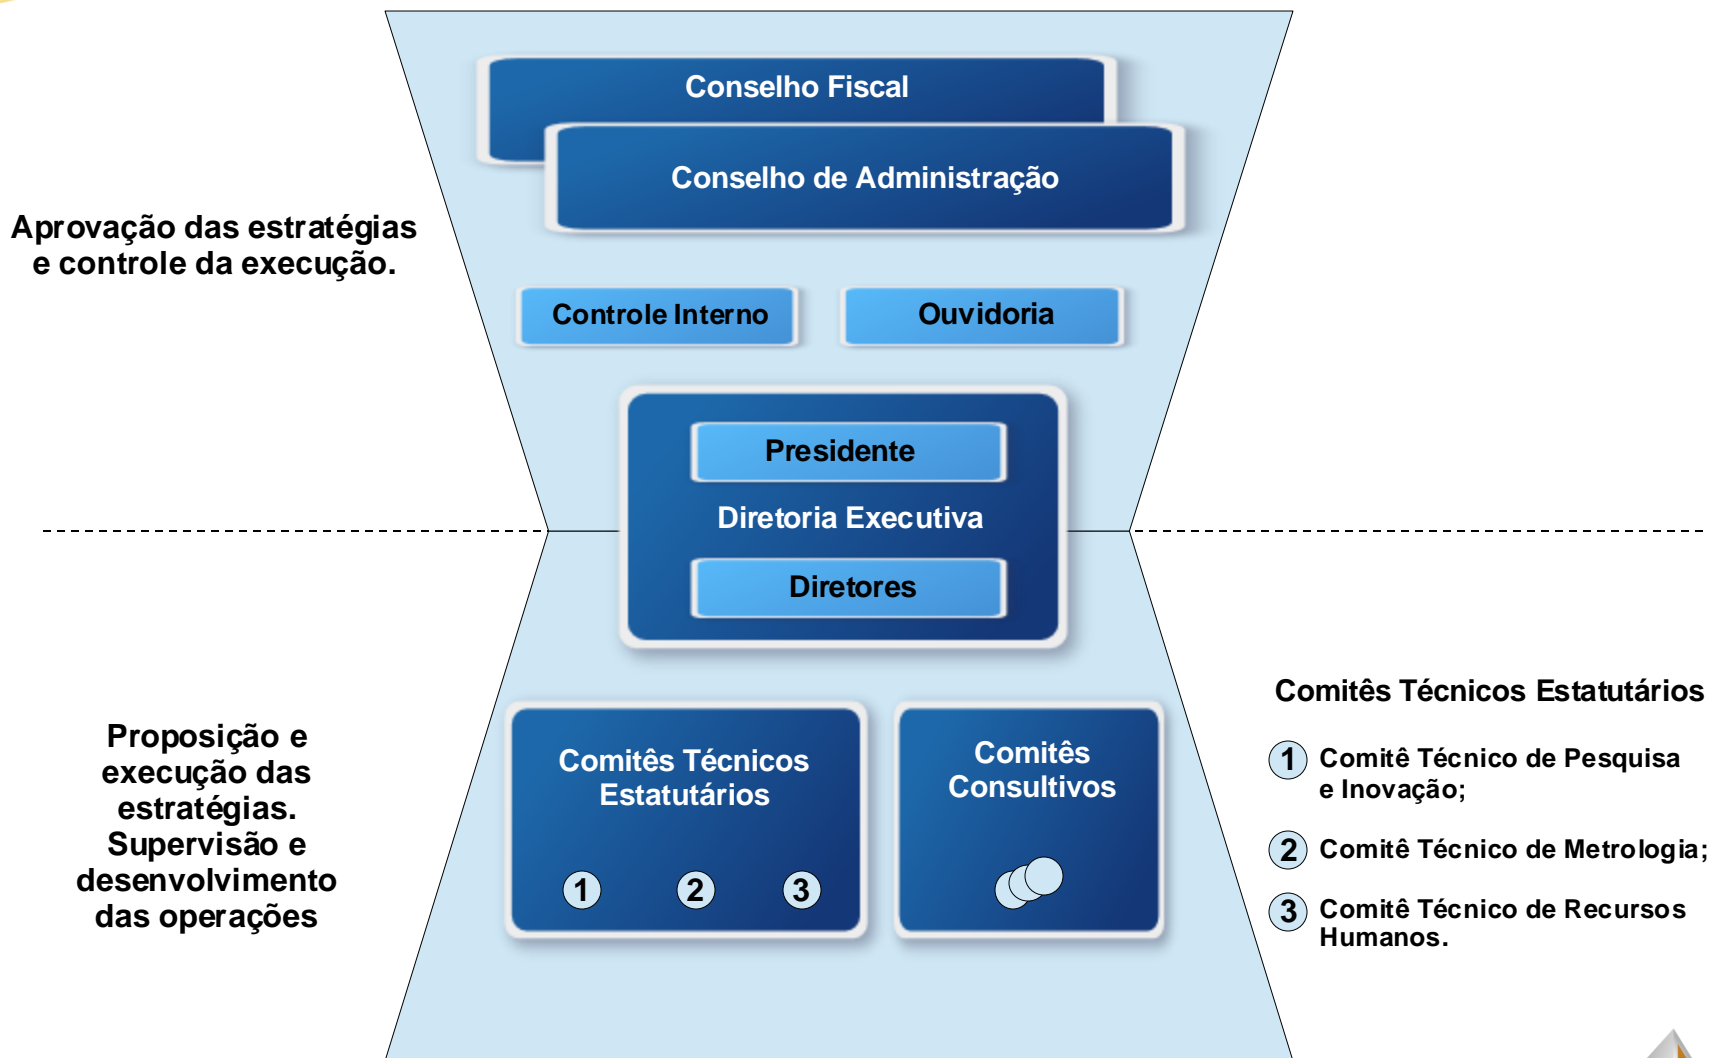 Conselho Fiscal
Conselho de Administração
Aprovação das estratégias
e controle da execução.
Controle Interno
Ouvidoria
Presidente
Diretoria Executiva
Diretores
Proposição e
execução das
estratégias.
Supervisão e
desenvolvimento
das operações
Comitês Técnicos
Estatutários
1 2 3
Comitês
Consultivos
Comitês Técnicos Estatutários
1 Comitê Técnico de Pesquisa
e Inovação;
2 Comitê Técnico de Metrologia;
3 Comitê Técnico de Recursos
Humanos.